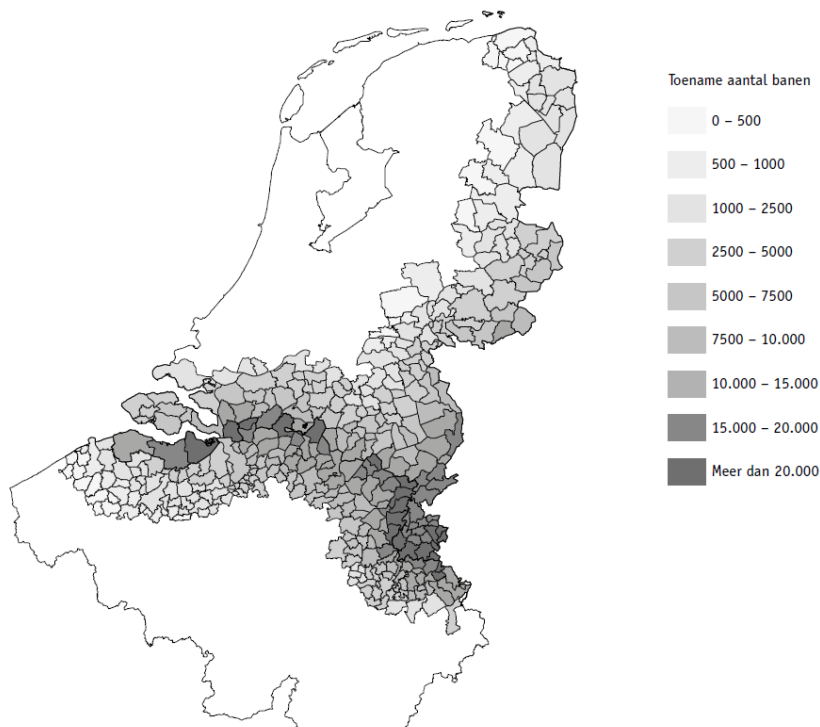 Toename aantal banen
0 – 500
500 – 1000
1000 – 2500
2500 – 5000
5000 – 7500
7500 – 10.000
10.000 – 15.000
15.000 – 20.000
Meer dan 20.000